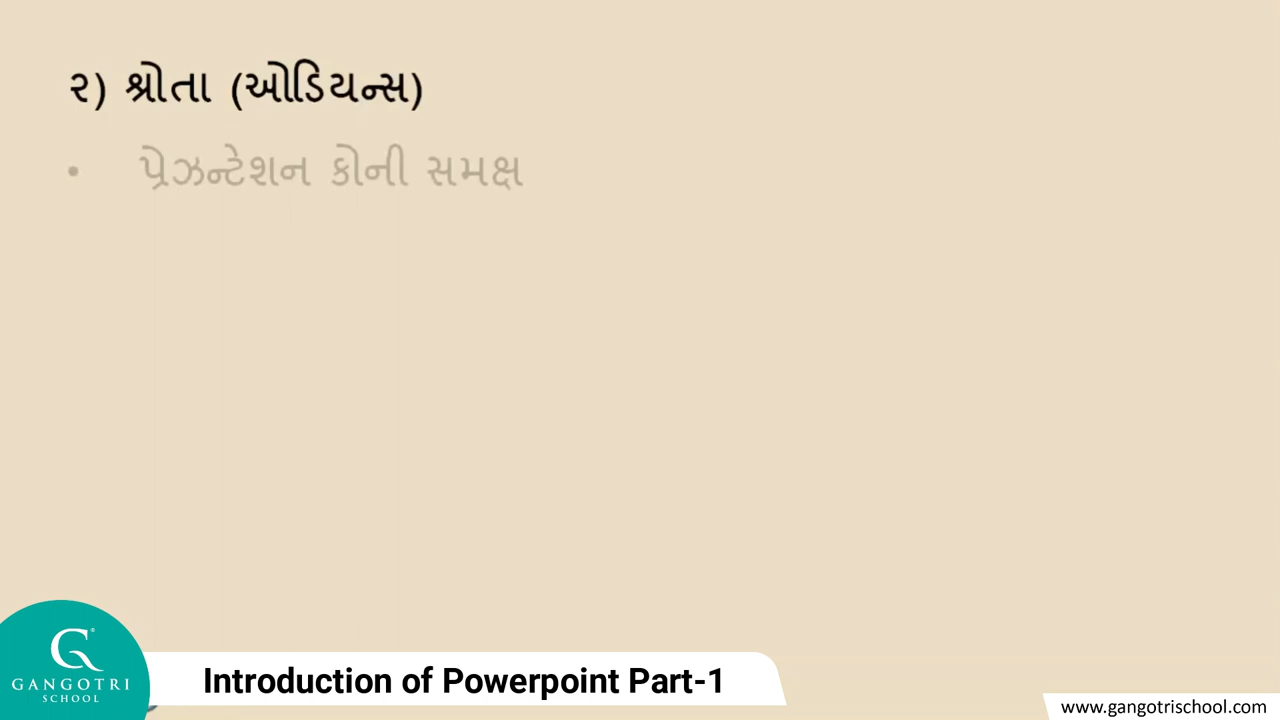 ૨) શ્રોતા (ઓડિયન્સ)
• પ્રેઝન્ટેશન કોની સમક્ષ
GANGOTRI
SCHOOL
Introduction of Powerpoint Part-1
www.gangotrischool.com